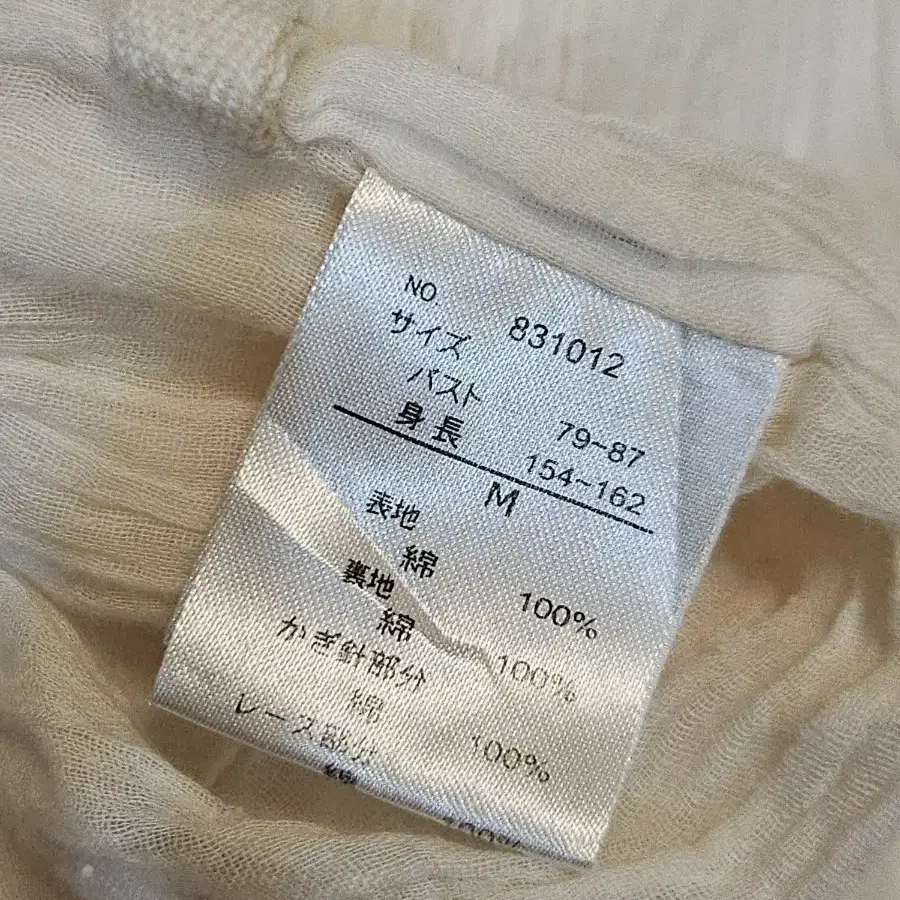 NO. 831012
サイズ
バスト 79~87
身長 154~162
M
表地
綿 100%
裏地
綿 100%
かぎ針部分
綿 100%
レース部分
綿 100%